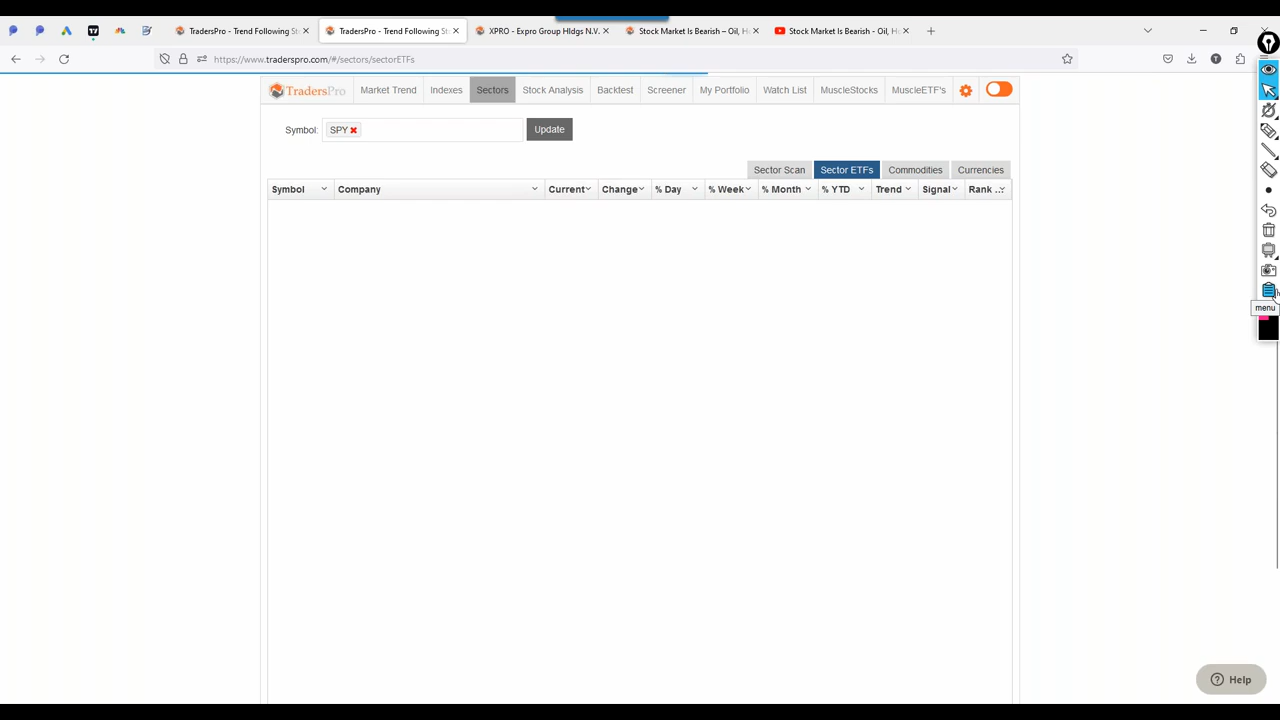 TradersPro - Trend Following St
TradersPro - Trend Following St
XPRO - Expro Group Hldgs N.V.
Stock Market Is Bearish – Oil, H
Stock Market Is Bearish - Oil, H
https://www.traderspro.com/#/sectors/sectorETFs
TradersPro Market Trend Indexes Sectors Stock Analysis Backtest Screener My Portfolio Watch List MuscleStocks MuscleETF's
Symbol: SPY Update
Sector Scan Sector ETFs Commodities Currencies
Symbol Company Current Change % Day % Week % Month % YTD Trend Signal Rank ...
menu
Help